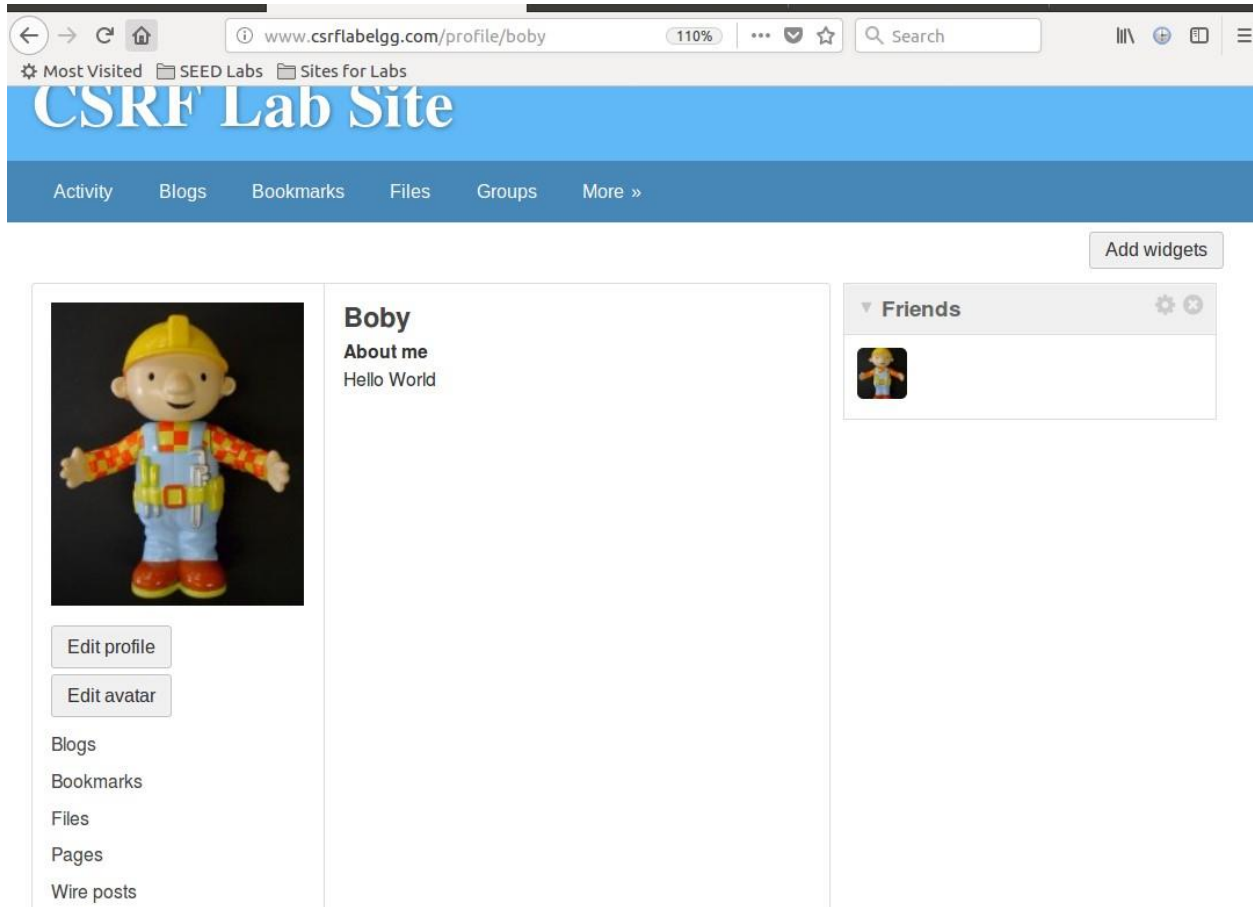 www.csrflabelgg.com/profile/boby 110% Search
Most Visited SEED Labs Sites for Labs
CSRF Lab Site
Activity Blogs Bookmarks Files Groups More »
Add widgets
Boby
About me
Hello World
Friends
Edit profile
Edit avatar
Blogs
Bookmarks
Files
Pages
Wire posts